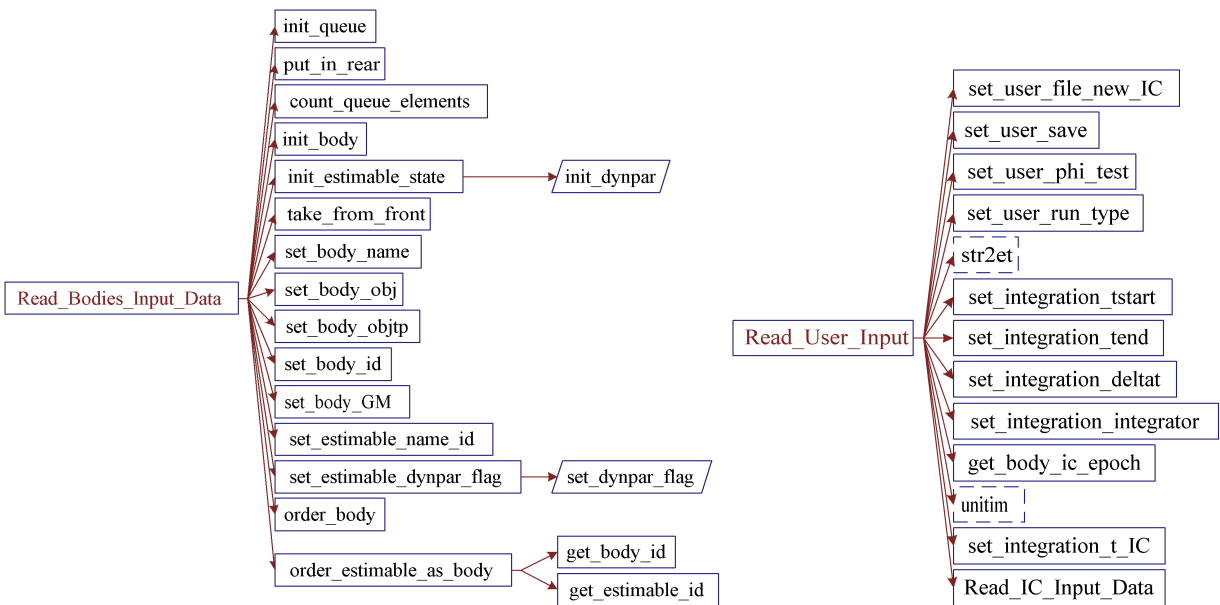 init_queue
put_in_rear
count_queue_elements
init_body
init_estimable_state
init_dynpar
take_from_front
set_body_name
set_body_obj
Read_Bodies_Input_Data
set_body_objtp
set_body_id
set_body_GM
set_estimable_name_id
set_estimable_dynpar_flag
set_dynpar_flag
order_body
order_estimable_as_body
get_body_id
get_estimable_id
set_user_file_new_IC
set_user_save
set_user_phi_test
set_user_run_type
str2et
set_integration_tstart
Read_User_Input
set_integration_tend
set_integration_deltat
set_integration_integrator
get_body_ic_epoch
unitim
set_integration_t_IC
Read_IC_Input_Data